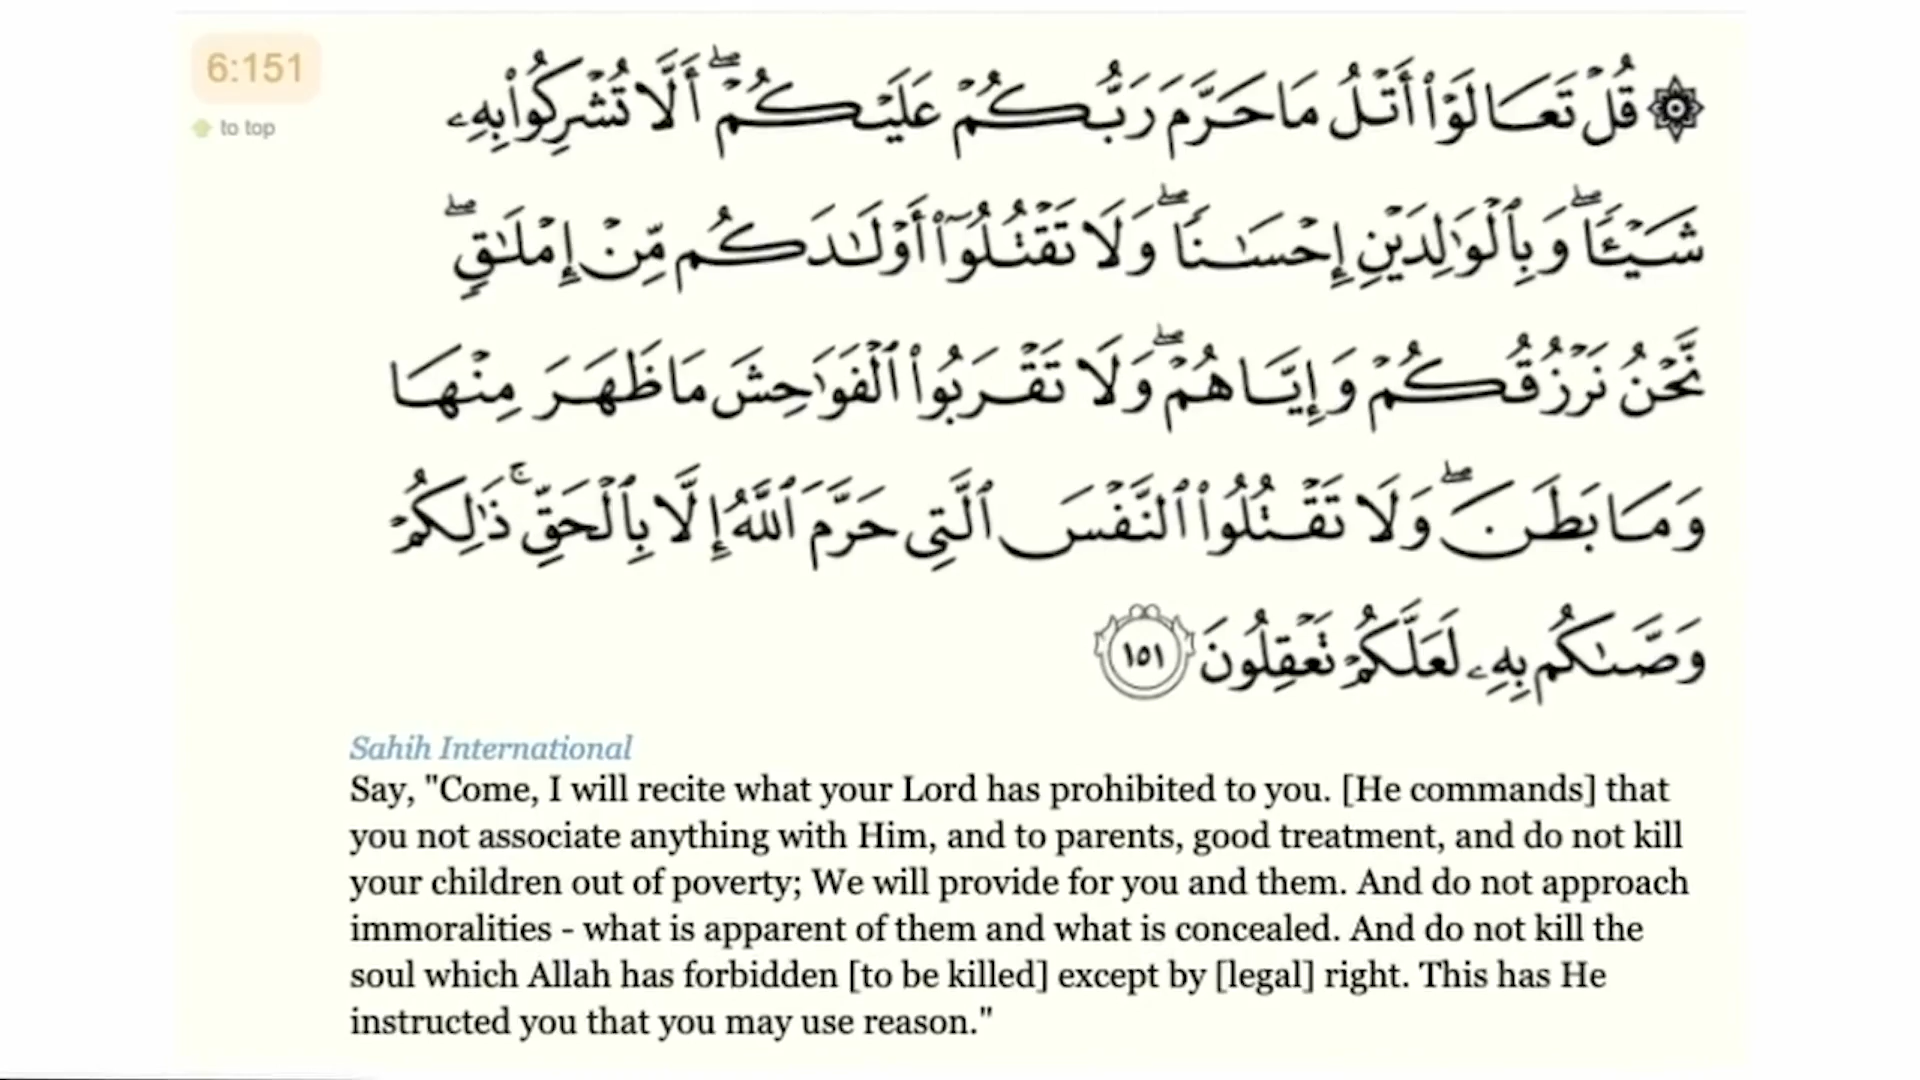 6:151
to top
۞ قُلْ تَعَالَوْا۟ أَتْلُ مَا حَرَّمَ رَبُّكُمْ عَلَيْكُمْ ۖ أَلَّا تُشْرِكُوا۟ بِهِۦ
شَيْـًٔا ۖ وَبِٱلْوَٰلِدَيْنِ إِحْسَـٰنًا ۖ وَلَا تَقْتُلُوٓا۟ أَوْلَـٰدَكُم مِّنْ إِمْلَـٰقٍ ۖ
نَّحْنُ نَرْزُقُكُمْ وَإِيَّاهُمْ ۖ وَلَا تَقْرَبُوا۟ ٱلْفَوَٰحِشَ مَا ظَهَرَ مِنْهَا
وَمَا بَطَنَ ۖ وَلَا تَقْتُلُوا۟ ٱلنَّفْسَ ٱلَّتِى حَرَّمَ ٱللَّهُ إِلَّا بِٱلْحَقِّ ۚ ذَٰلِكُمْ
وَصَّىٰكُم بِهِۦ لَعَلَّكُمْ تَعْقِلُونَ ١٥١
Sahih International
Say, "Come, I will recite what your Lord has prohibited to you. [He commands] that
you not associate anything with Him, and to parents, good treatment, and do not kill
your children out of poverty; We will provide for you and them. And do not approach
immoralities - what is apparent of them and what is concealed. And do not kill the
soul which Allah has forbidden [to be killed] except by [legal] right. This has He
instructed you that you may use reason."